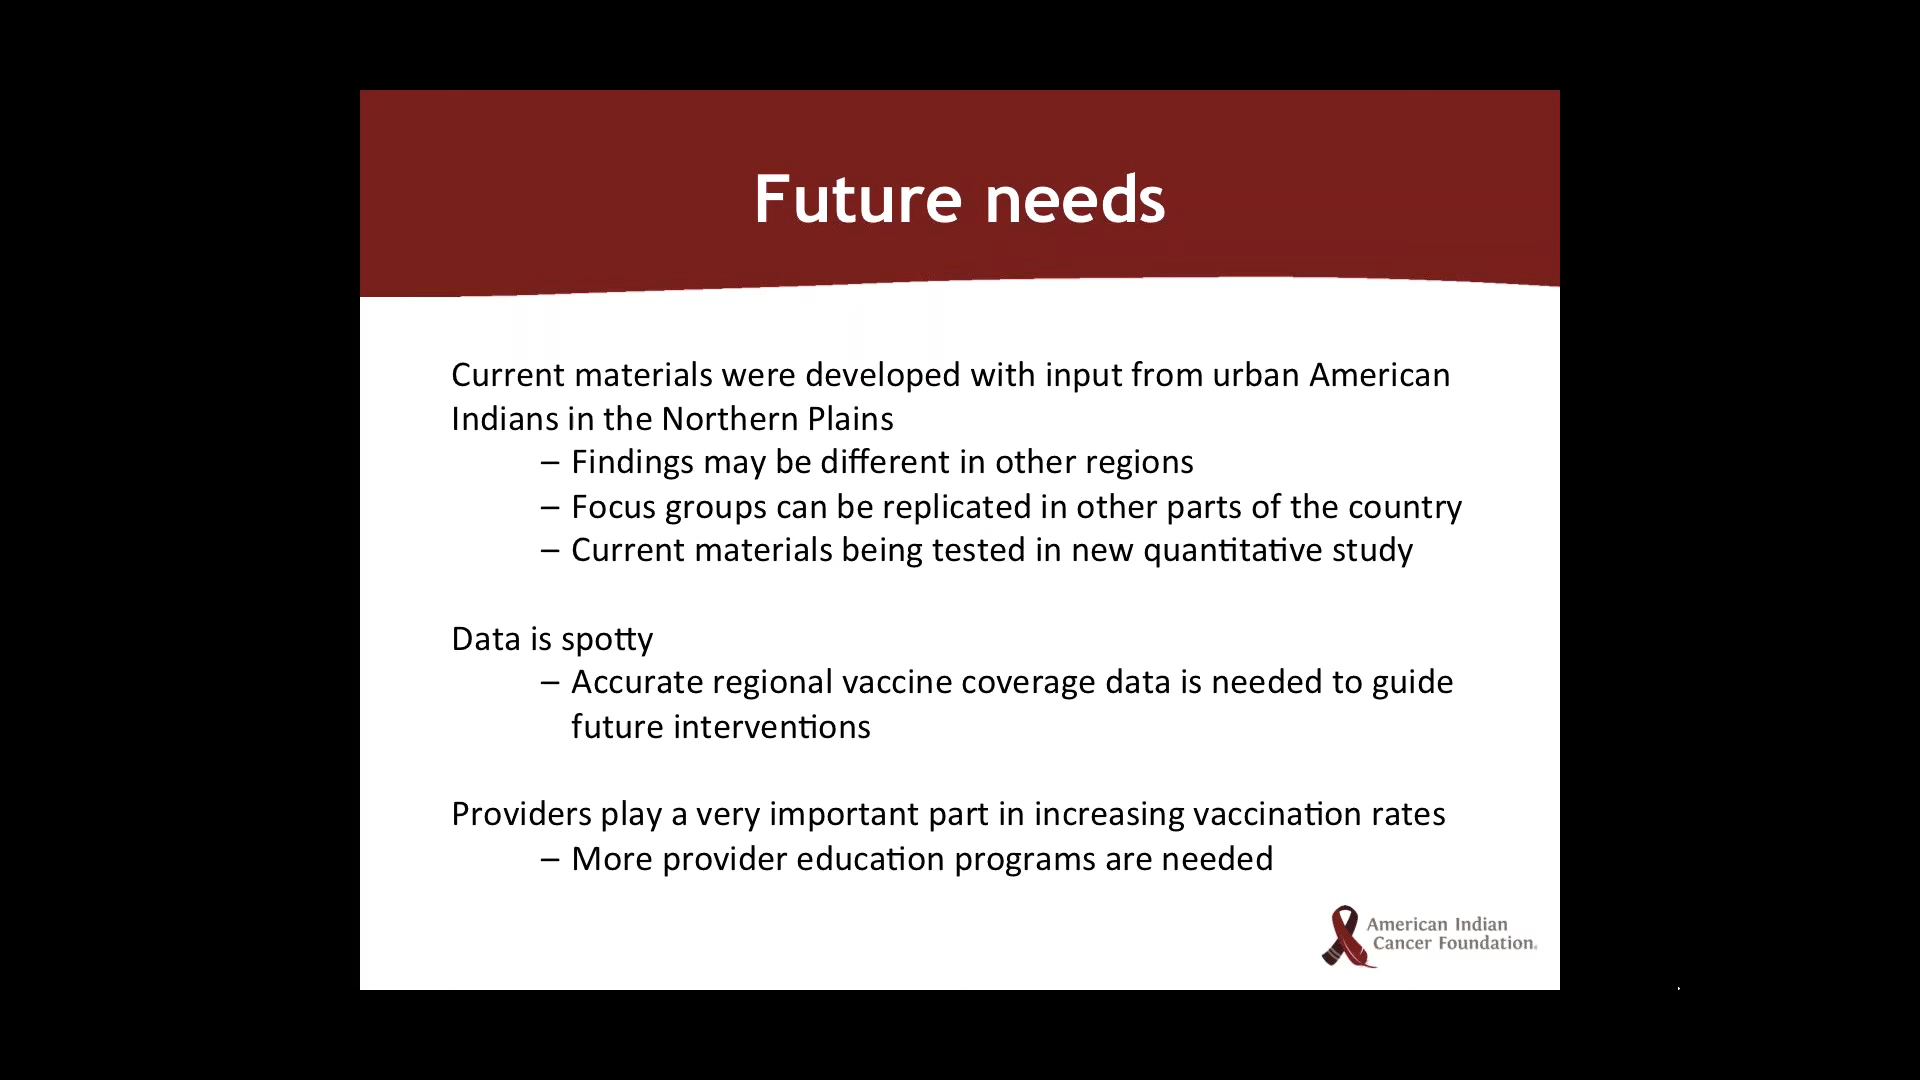 Future needs
Current materials were developed with input from urban American
Indians in the Northern Plains
– Findings may be different in other regions
– Focus groups can be replicated in other parts of the country
– Current materials being tested in new quantitative study
Data is spotty
– Accurate regional vaccine coverage data is needed to guide
future interventions
Providers play a very important part in increasing vaccination rates
– More provider education programs are needed
American Indian
Cancer Foundation.